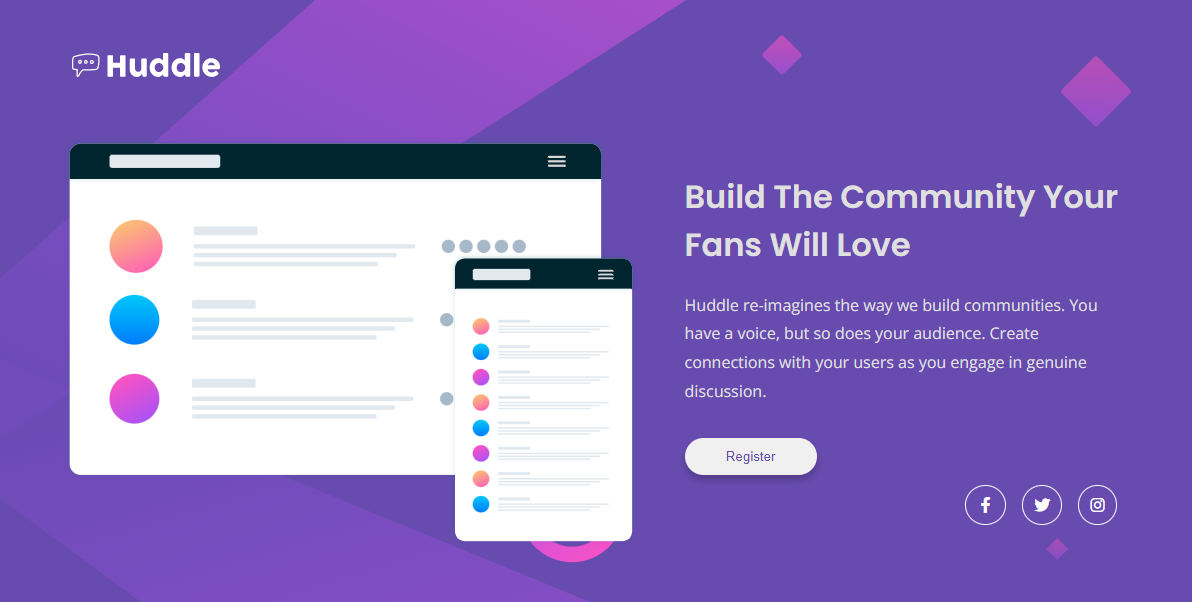 Huddle
Build The Community Your
Fans Will Love
Huddle re-imagines the way we build communities. You
have a voice, but so does your audience. Create
connections with your users as you engage in genuine
discussion.
Register